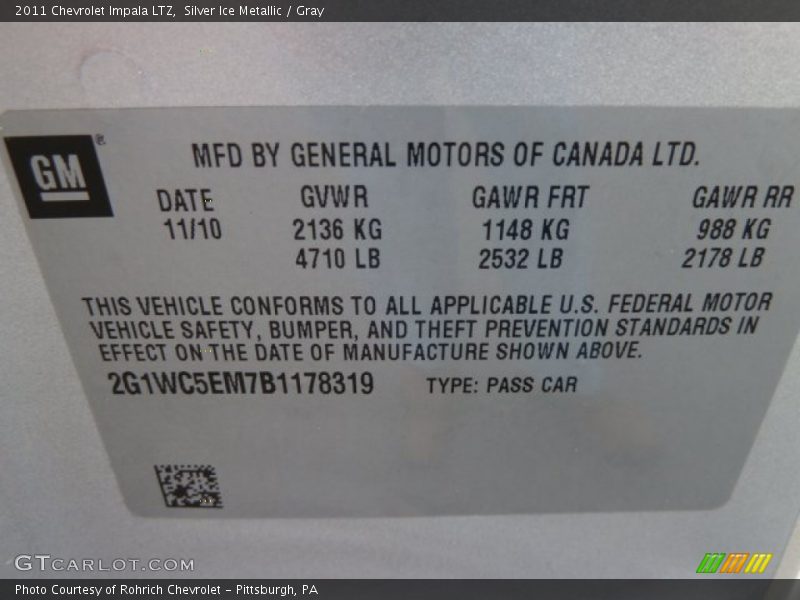 2011 Chevrolet Impala LTZ, Silver Ice Metallic / Gray
GM®
MFD BY GENERAL MOTORS OF CANADA LTD.
DATE GVWR GAWR FRT GAWR RR
11/10 2136 KG 1148 KG 988 KG
4710 LB 2532 LB 2178 LB
THIS VEHICLE CONFORMS TO ALL APPLICABLE U.S. FEDERAL MOTOR
VEHICLE SAFETY, BUMPER, AND THEFT PREVENTION STANDARDS IN
EFFECT ON THE DATE OF MANUFACTURE SHOWN ABOVE.
2G1WC5EM7B1178319 TYPE: PASS CAR
GTCARLOT.COM
Photo Courtesy of Rohrich Chevrolet – Pittsburgh, PA